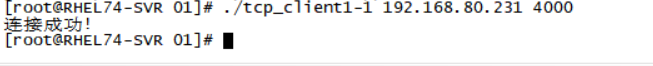 [root@RHEL74-SVR 01]# ./tcp_client1-1 192.168.80.231 4000
连接成功!
[root@RHEL74-SVR 01]#